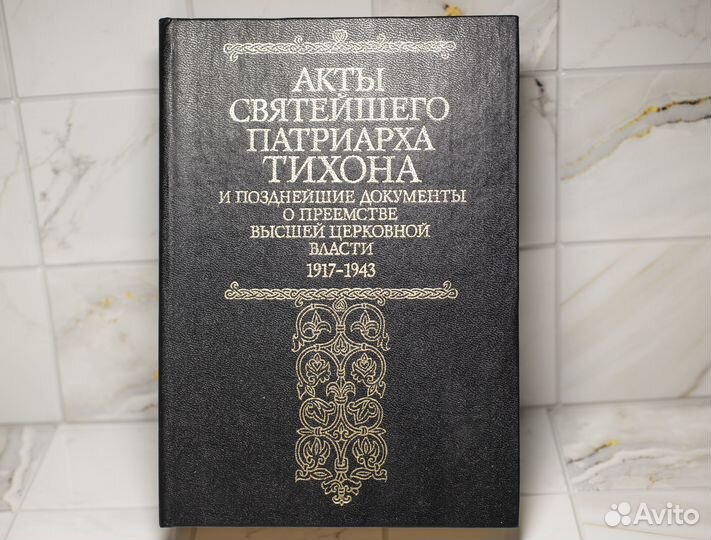 АКТЫ
СВЯТЕЙШЕГО
ПАТРИАРХА
ТИХОНА
И ПОЗДНЕЙШИЕ ДОКУМЕНТЫ
О ПРЕЕМСТВЕ
ВЫСШЕЙ ЦЕРКОВНОЙ
ВЛАСТИ
1917–1943
Avito